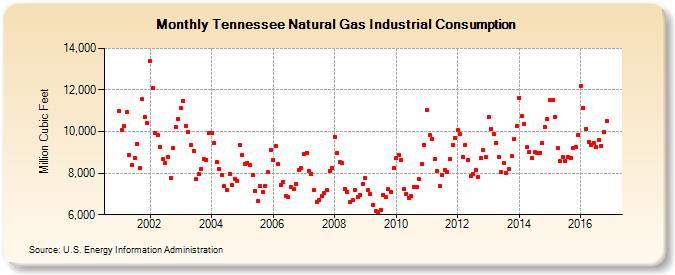 Monthly Tennessee Natural Gas Industrial Consumption
Million Cubic Feet
14,000
12,000
10,000
8,000
6,000
2002 2004 2006 2008 2010 2012 2014 2016
Source: U.S. Energy Information Administration